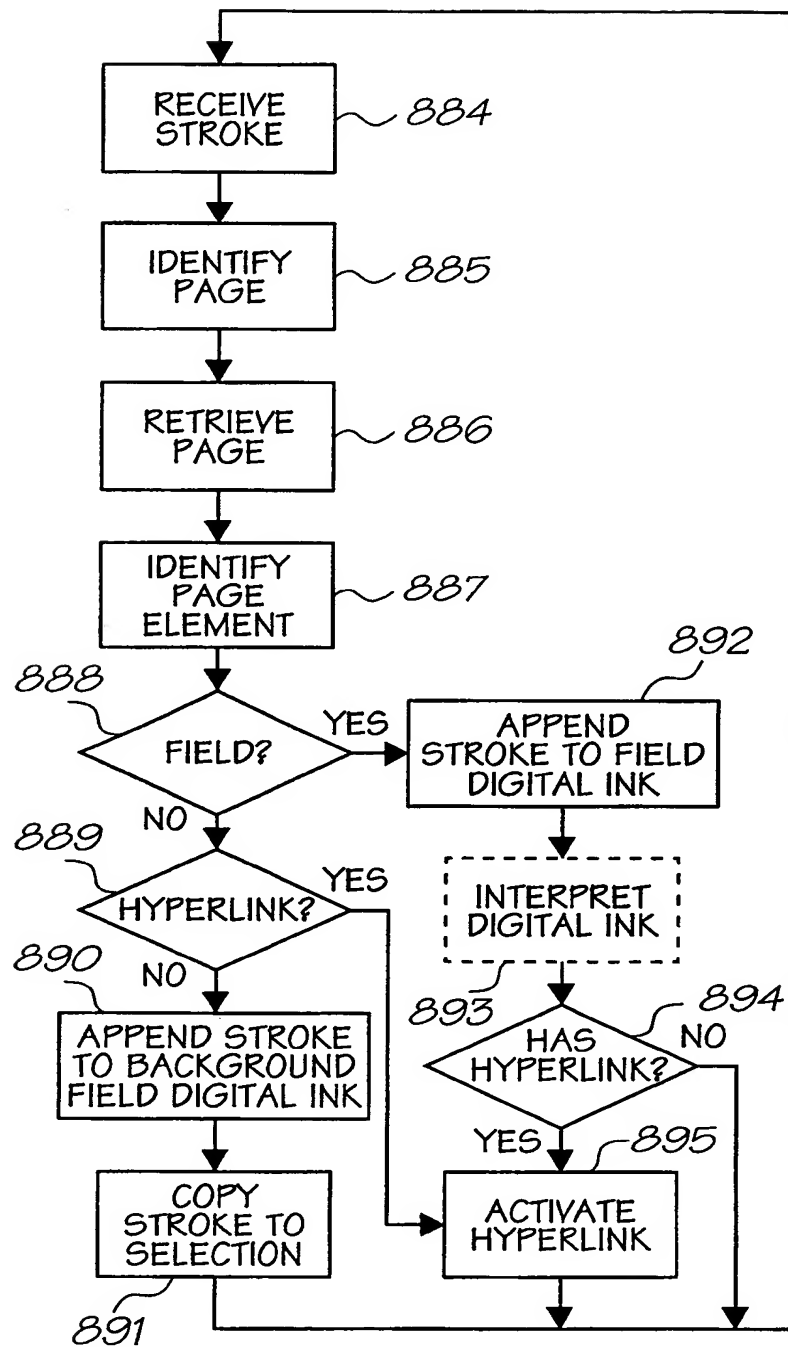 RECEIVE
STROKE
884
IDENTIFY
PAGE
885
RETRIEVE
PAGE
886
IDENTIFY
PAGE
ELEMENT
887
888
FIELD?
YES
NO
892
APPEND
STROKE TO FIELD
DIGITAL INK
889
HYPERLINK?
YES
NO
INTERPRET
DIGITAL INK
893
890
APPEND STROKE
TO BACKGROUND
FIELD DIGITAL INK
894
HAS
HYPERLINK?
NO
YES
895
COPY
STROKE TO
SELECTION
891
ACTIVATE
HYPERLINK